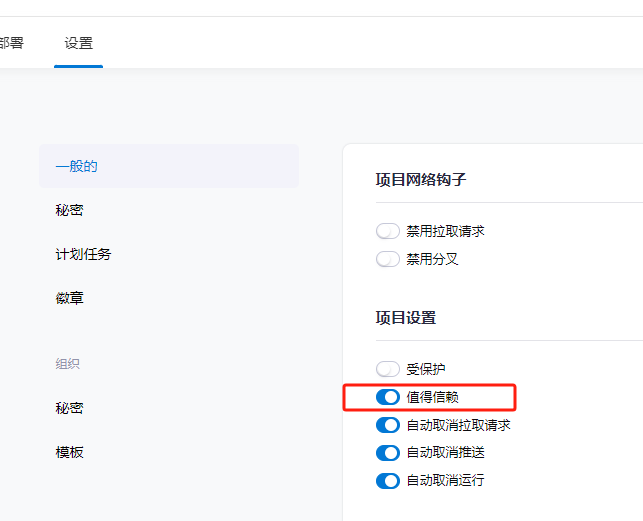 部署 设置
一般的
秘密
计划任务
徽章
组织
秘密
模板
项目网络钩子
禁用拉取请求
禁用分叉
项目设置
受保护
值得信赖
自动取消拉取请求
自动取消推送
自动取消运行